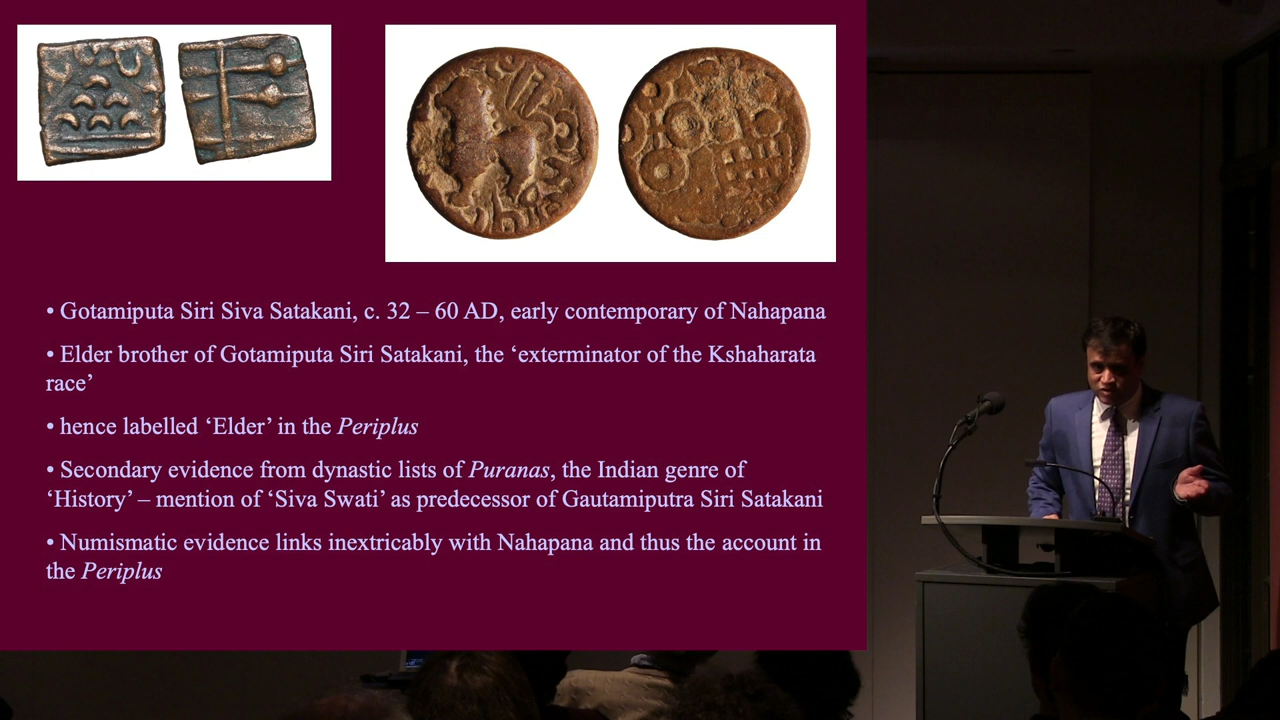 • Gotamiputa Siri Siva Satakani, c. 32 – 60 AD, early contemporary of Nahapana
• Elder brother of Gotamiputa Siri Satakani, the ‘exterminator of the Kshaharata
race’
• hence labelled ‘Elder’ in the Periplus
• Secondary evidence from dynastic lists of Puranas, the Indian genre of
‘History’ – mention of ‘Siva Swati’ as predecessor of Gautamiputra Siri Satakani
• Numismatic evidence links inextricably with Nahapana and thus the account in
the Periplus